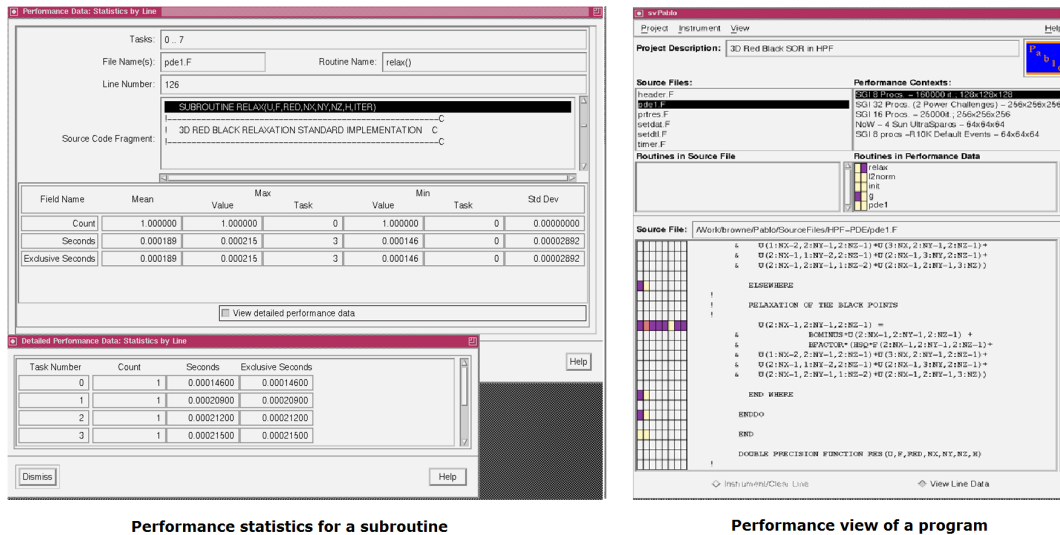 Performance Data: Statistics by Line
Tasks: 0 .. 7
File Name(s): pde1.F Routine Name: relax()
Line Number: 126
Source Code Fragment:
SUBROUTINE RELAX(U,F,RED,NX,NY,NZ,H,ITER)
!---------------------------------------------------------------C
! 3D RED BLACK RELAXATION STANDARD IMPLEMENTATION C
!---------------------------------------------------------------C
Field Name Mean Max Min Std Dev
Value Task Value Task
Count 1.000000 1.000000 0 1.000000 0 0.00000000
Seconds 0.000189 0.000215 3 0.000146 0 0.00002892
Exclusive Seconds 0.000189 0.000215 3 0.000146 0 0.00002892
View detailed performance data
Help
Detailed Performance Data: Statistics by Line
Task Number Count Seconds Exclusive Seconds
0 1 0.00014600 0.00014600
1 1 0.00020900 0.00020900
2 1 0.00021200 0.00021200
3 1 0.00021500 0.00021500
Dismiss Help
Performance statistics for a subroutine
svPablo
Project Instrument View Help
Project Description: 3D Red Black SOR in HPF
Pablo
Source Files:
header.F
pde1.F
prtres.F
setdat.F
setdtl.F
timer.F
Performance Contexts:
SGI 8 Procs. - 160000it.; 128x128x128
SGI 32 Procs. (2 Power Challenges) - 256x256x256
SGI 16 Procs. - 25000it.; 256x256x256
NoW - 4 Sun UltraSparcs - 64x64x64
SGI 8 procs -R10K Default Events - 64x64x64
Routines in Source File
Routines in Performance Data
relax
l2norm
init
g
pde1
Source File: /Work/browne/Pablo/SourceFiles/HPF-PDE/pde1.F
& U(1:NX-2,2:NY-1,2:NZ-1)+U(3:NX,2:NY-1,2:NZ-1)+
& U(2:NX-1,1:NY-2,2:NZ-1)+U(2:NX-1,3:NY,2:NZ-1)+
& U(2:NX-1,2:NY-1,1:NZ-2)+U(2:NX-1,2:NY-1,3:NZ))
ELSEWHERE
!
! RELAXATION OF THE BLACK POINTS
!
U(2:NX-1,2:NY-1,2:NZ-1) =
& BOMINUS*U(2:NX-1,2:NY-1,2:NZ-1) +
& BFACTOR*(HSQ*F(2:NX-1,2:NY-1,2:NZ-1)+
& U(1:NX-2,2:NY-1,2:NZ-1)+U(3:NX,2:NY-1,2:NZ-1)+
& U(2:NX-1,1:NY-2,2:NZ-1)+U(2:NX-1,3:NY,2:NZ-1)+
& U(2:NX-1,2:NY-1,1:NZ-2)+U(2:NX-1,2:NY-1,3:NZ))
END WHERE
ENDDO
END
DOUBLE PRECISION FUNCTION RES(U,F,RED,NX,NY,NZ,H)
!
Instrument/Clear Line View Line Data
Performance view of a program